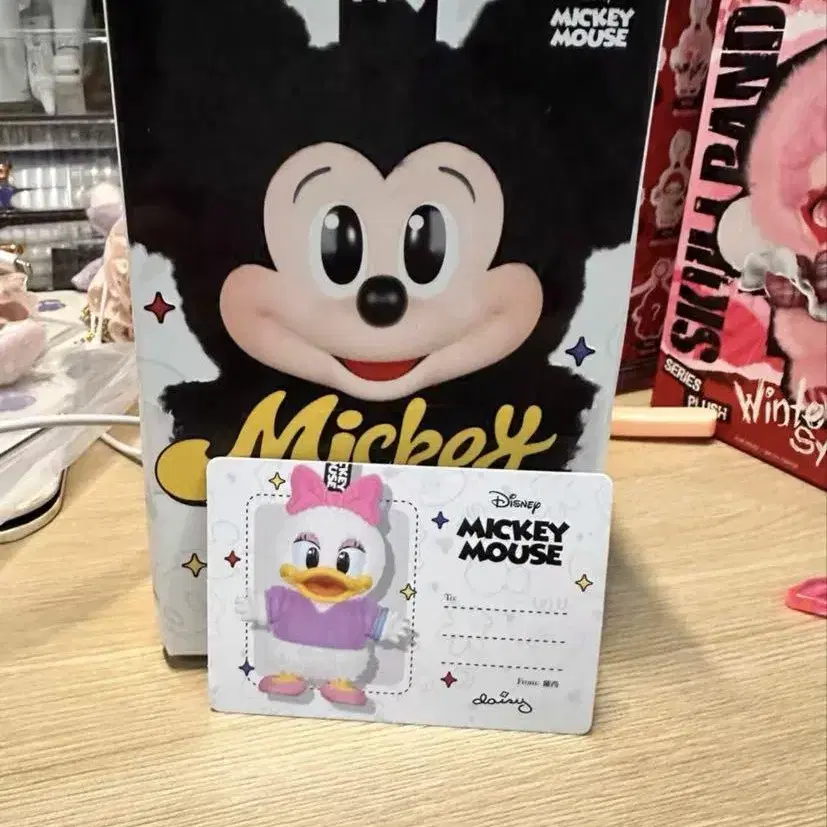 MICKEY
MOUSE
Mickey
SKULLPANDA
SERIES
PLUSH
Winte
Sy
Disney
MICKEY
MOUSE
To:
From: 黛西
daisy